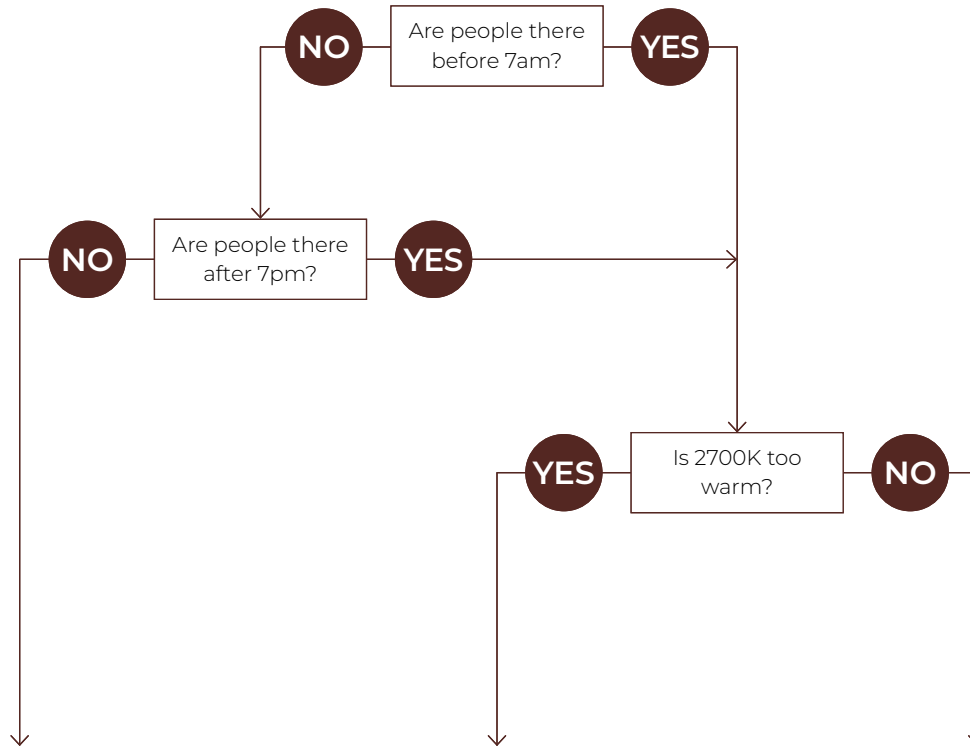 NO
Are people there
before 7am?
YES
NO
Are people there
after 7pm?
YES
YES
Is 2700K too
warm?
NO